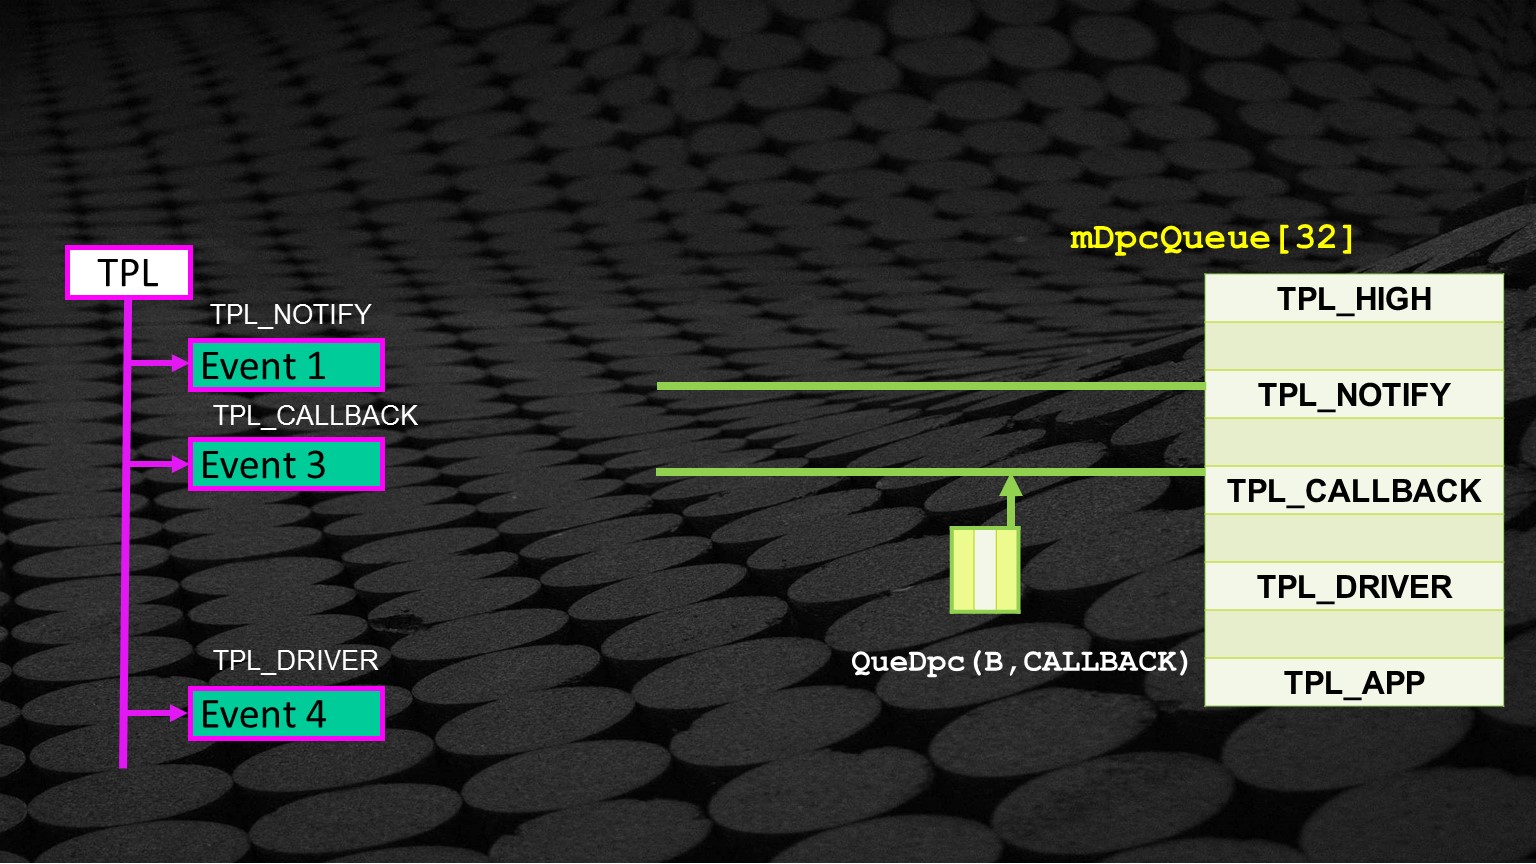 TPL
TPL_NOTIFY
Event 1
TPL_CALLBACK
Event 3
TPL_DRIVER
Event 4
mDpcQueue[32]
TPL_HIGH
TPL_NOTIFY
TPL_CALLBACK
TPL_DRIVER
TPL_APP
QueDpc(B,CALLBACK)